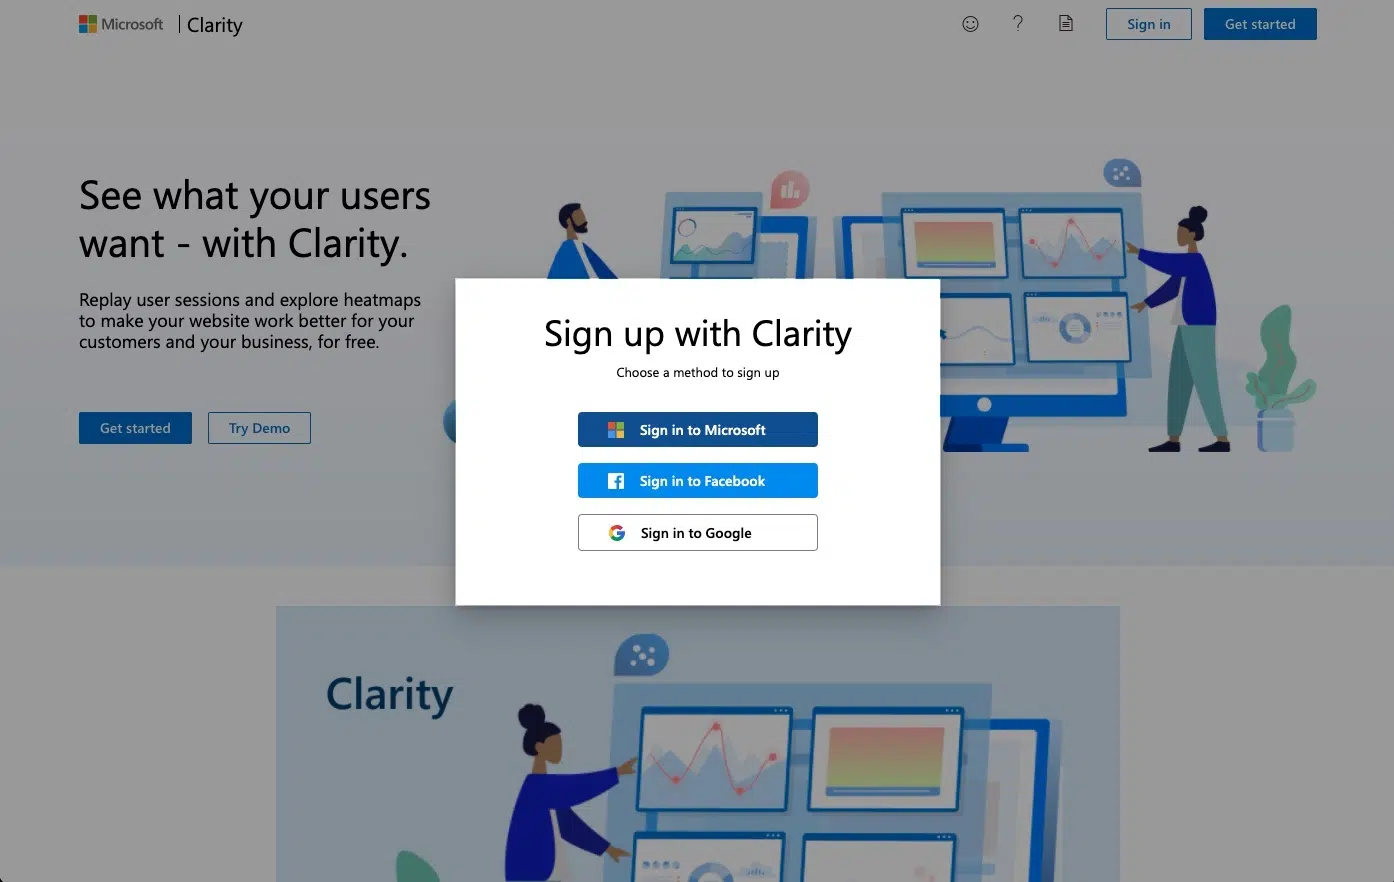 Microsoft | Clarity
?
Sign in
Get started
See what your users
want - with Clarity.
Replay user sessions and explore heatmaps
to make your website work better for your
customers and your business, for free.
Get started
Try Demo
Sign up with Clarity
Choose a method to sign up
Sign in to Microsoft
Sign in to Facebook
Sign in to Google
Clarity